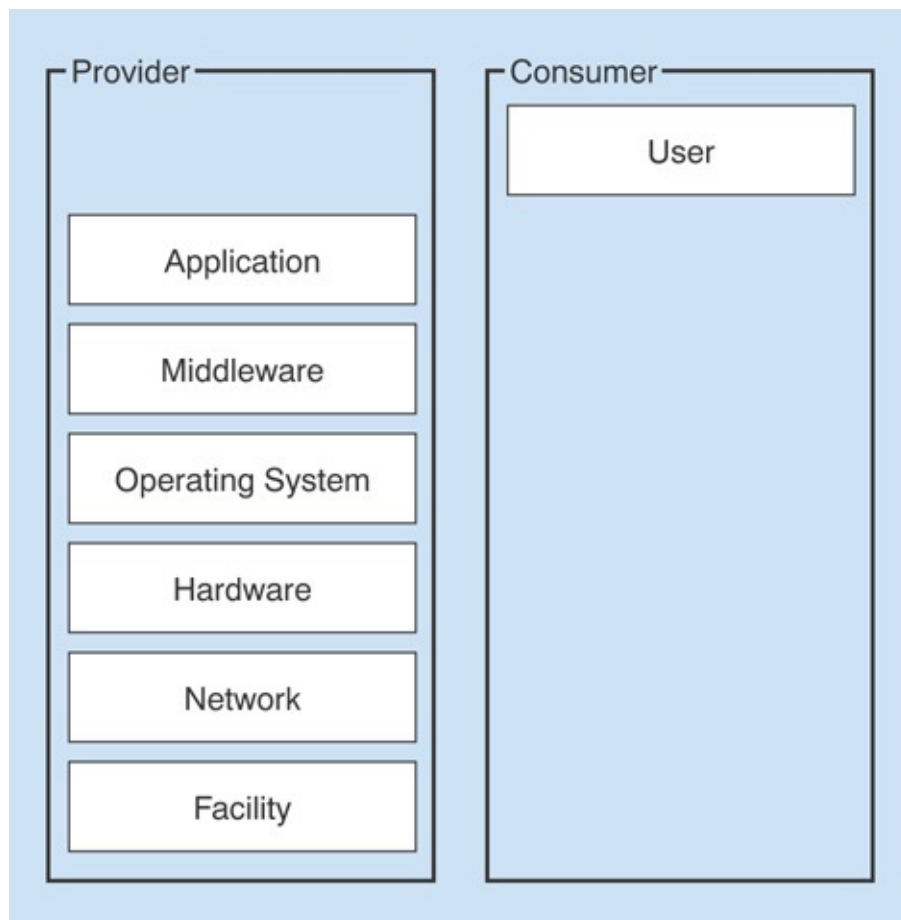 Provider
Application
Middleware
Operating System
Hardware
Network
Facility
Consumer
User